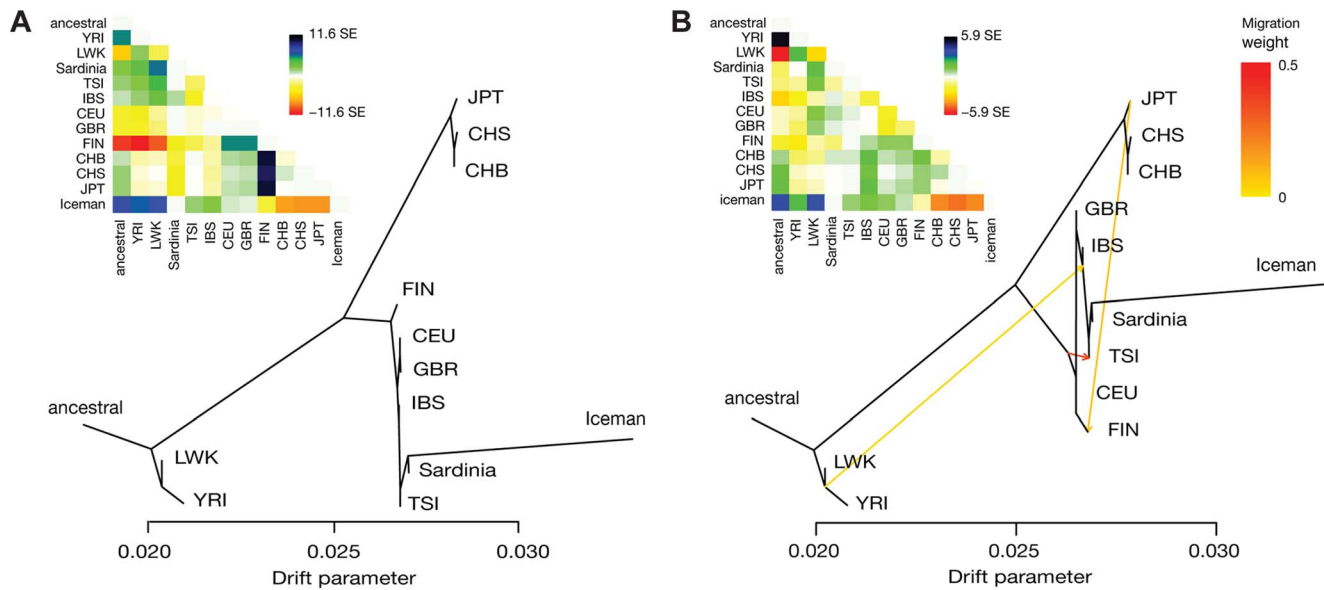 A
ancestral
YRI
LWK
Sardinia
TSI
IBS
CEU
GBR
FIN
CHB
CHS
JPT
Iceman
ancestral
YRI
LWK
Sardinia
TSI
IBS
CEU
GBR
FIN
CHB
CHS
JPT
Iceman
11.6 SE
−11.6 SE
JPT
CHS
CHB
FIN
CEU
GBR
IBS
Iceman
Sardinia
TSI
ancestral
LWK
YRI
0.020
0.025
0.030
Drift parameter
B
ancestral
YRI
LWK
Sardinia
TSI
IBS
CEU
GBR
FIN
CHB
CHS
JPT
iceman
ancestral
YRI
LWK
Sardinia
TSI
IBS
CEU
GBR
FIN
CHB
CHS
JPT
iceman
5.9 SE
−5.9 SE
Migration
weight
0.5
0
JPT
CHS
CHB
GBR
IBS
Iceman
Sardinia
TSI
CEU
FIN
ancestral
LWK
YRI
0.020
0.025
0.030
Drift parameter